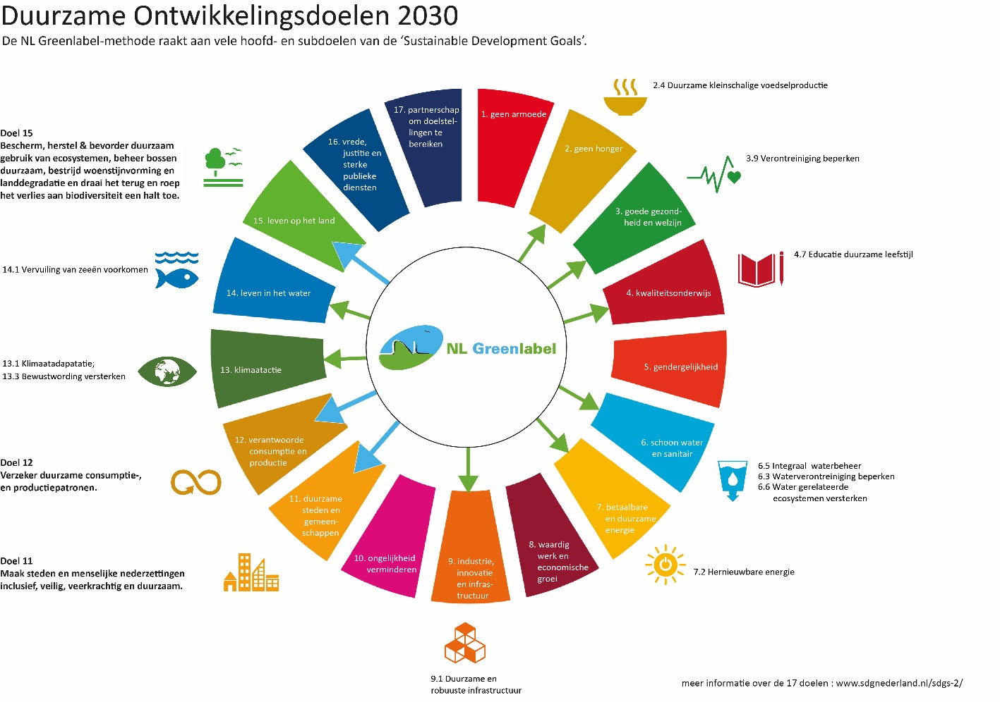 Duurzame Ontwikkelingsdoelen 2030
De NL Greenlabel-methode raakt aan vele hoofd- en subdoelen van de ‘Sustainable Development Goals’.
1. geen armoede
2. geen honger
3. goede gezond-
heid en welzijn
4. kwaliteitsonderwijs
5. gendergelijkheid
6. schoon water
en sanitair
7. betaalbare
en duurzame
energie
8. waardig
werk en
economische
groei
9. industrie,
innovatie
en infras-
tructuur
10. ongelijkheid
verminderen
11. duurzame
steden en
gemeen-
schappen
12. verantwoorde
consumptie en
productie
13. klimaatactie
14. leven in het water
15. leven op het land
16. vrede,
justitie en
sterke
publieke
diensten
17. partnerschap
om doelstel-
lingen te
bereiken
NL Greenlabel
2.4 Duurzame kleinschalige voedselproductie
3.9 Verontreiniging beperken
4.7 Educatie duurzame leefstijl
6.5 Integraal waterbeheer
6.3 Waterverontreiniging beperken
6.6 Water gerelateerde
ecosystemen versterken
7.2 Hernieuwbare energie
9.1 Duurzame en
robuuste infrastructuur
Doel 11
Maak steden en menselijke nederzettingen
inclusief, veilig, veerkrachtig en duurzaam.
Doel 12
Verzeker duurzame consumptie-,
en productiepatronen.
13.1 Klimaatadapatatie;
13.3 Bewustwording versterken
14.1 Vervuiling van zeeën voorkomen
Doel 15
Bescherm, herstel & bevorder duurzaam
gebruik van ecosystemen, beheer bossen
duurzaam, bestrijd woenstijnvorming en
landdegradatie en draai het terug en roep
het verlies aan biodiversiteit een halt toe.
meer informatie over de 17 doelen : www.sdgnederland.nl/sdgs-2/